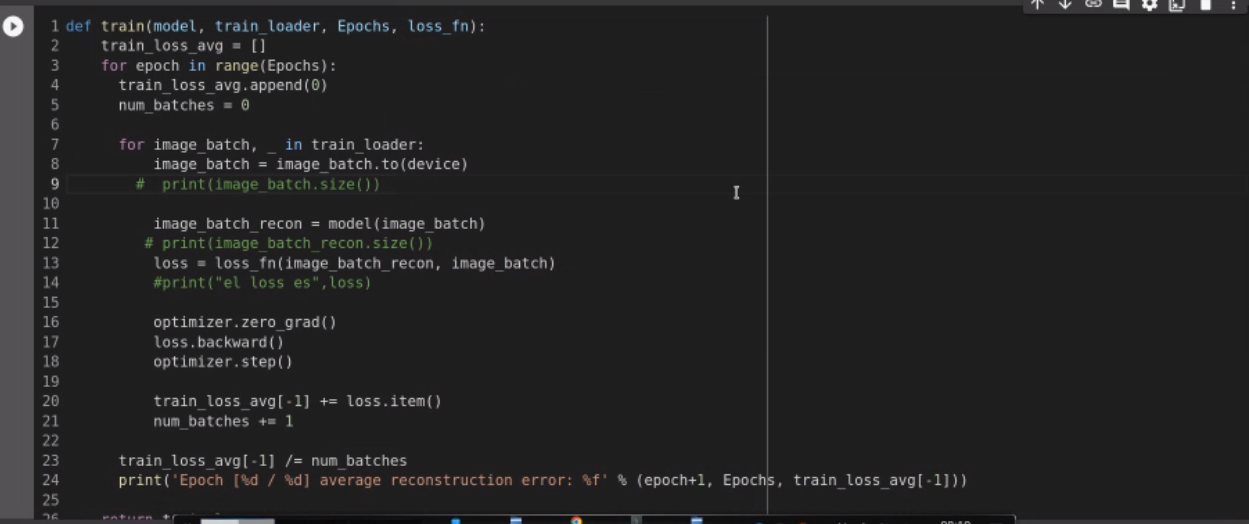 1 def train(model, train_loader, Epochs, loss_fn):
2     train_loss_avg = []
3     for epoch in range(Epochs):
4       train_loss_avg.append(0)
5       num_batches = 0
6
7       for image_batch, _ in train_loader:
8           image_batch = image_batch.to(device)
9         #  print(image_batch.size())
10
11           image_batch_recon = model(image_batch)
12          # print(image_batch_recon.size())
13           loss = loss_fn(image_batch_recon, image_batch)
14           #print("el loss es",loss)
15
16           optimizer.zero_grad()
17           loss.backward()
18           optimizer.step()
19
20           train_loss_avg[-1] += loss.item()
21           num_batches += 1
22
23       train_loss_avg[-1] /= num_batches
24       print('Epoch [%d / %d] average reconstruction error: %f' % (epoch+1, Epochs, train_loss_avg[-1]))
25
26     return